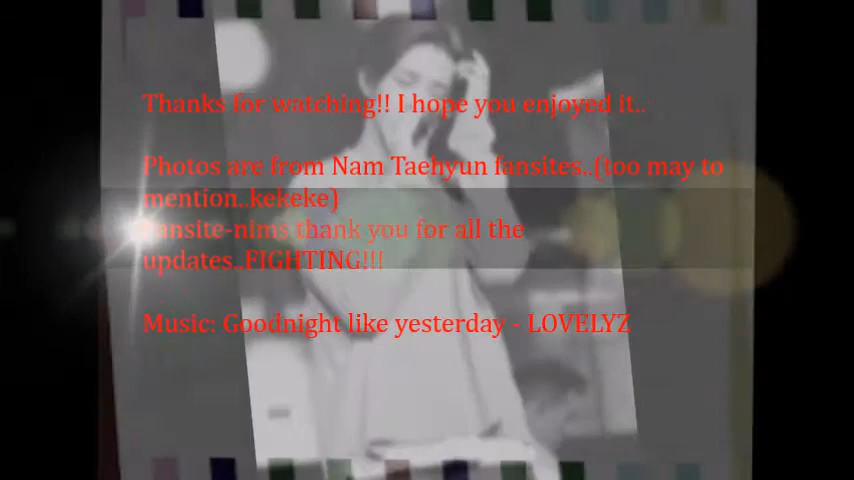 Thanks for watching!! I hope you enjoyed it..
Photos are from Nam Taehyun fansites..(too may to
mention..kekeke)
Fansite-nims thank you for all the
updates..FIGHTING!!!
Music: Goodnight like yesterday - LOVELYZ